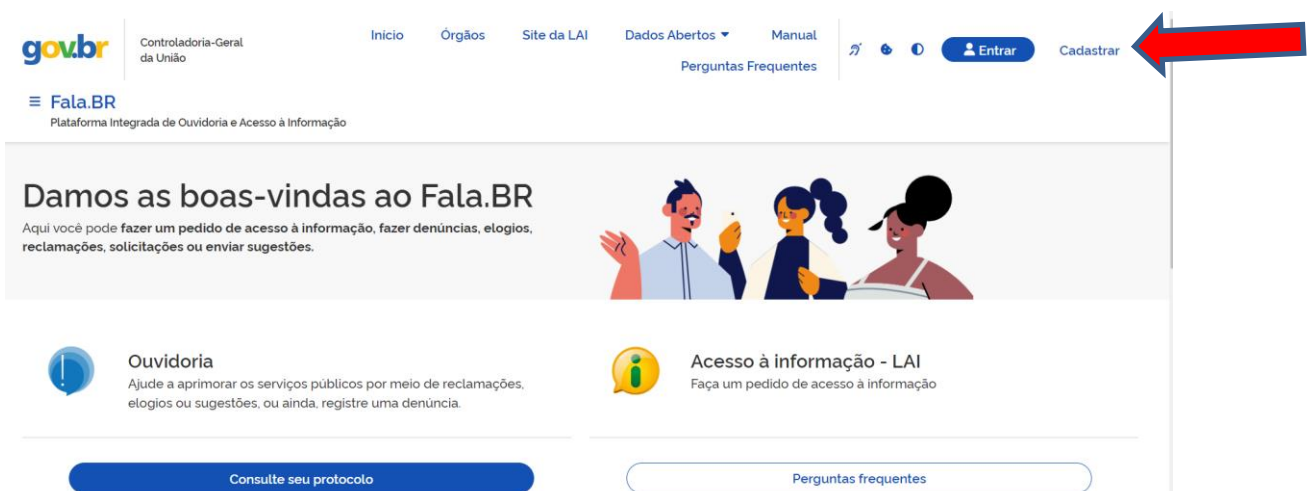 gov.br
Controladoria-Geral
da União
Início Órgãos Site da LAI Dados Abertos Manual
Perguntas Frequentes
Entrar
Cadastrar
Fala.BR
Plataforma Integrada de Ouvidoria e Acesso à Informação
Damos as boas-vindas ao Fala.BR
Aqui você pode fazer um pedido de acesso à informação, fazer denúncias, elogios,
reclamações, solicitações ou enviar sugestões.
Ouvidoria
Ajude a aprimorar os serviços públicos por meio de reclamações,
elogios ou sugestões, ou ainda, registre uma denúncia.
Acesso à informação - LAI
Faça um pedido de acesso à informação
Consulte seu protocolo
Perguntas frequentes